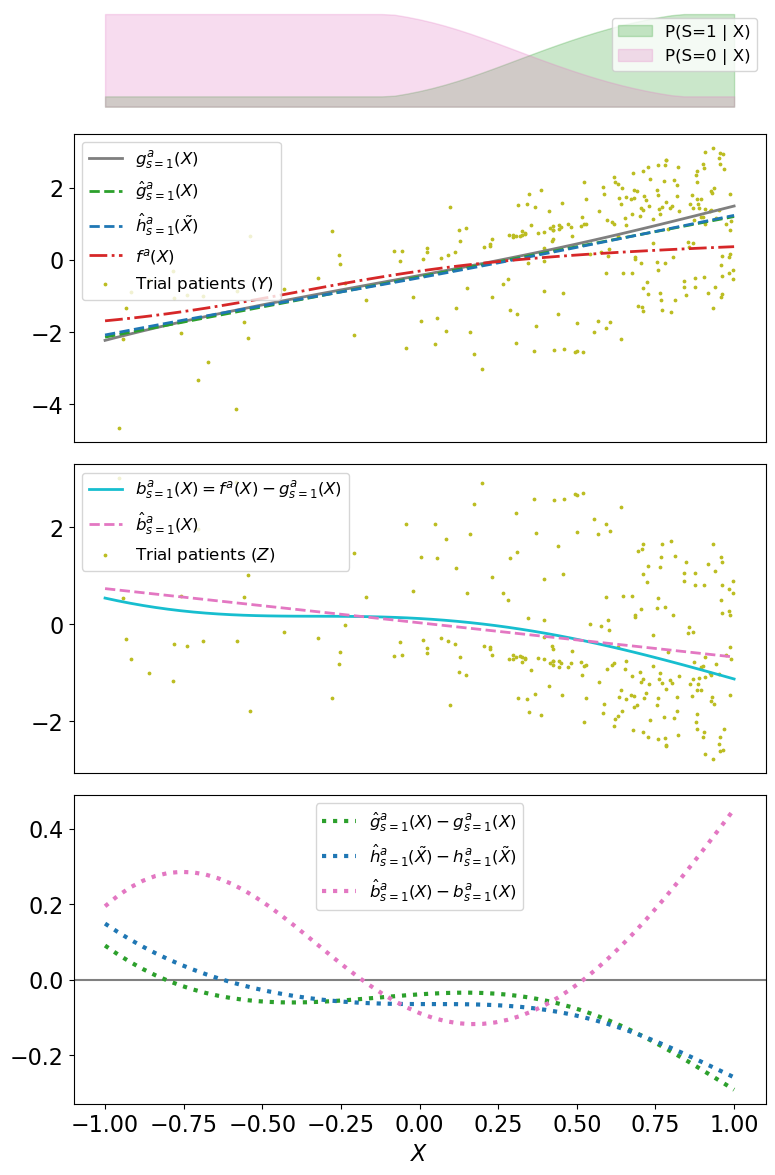 P(S=1 | X)
P(S=0 | X)
2
0
−2
−4
g^a_{s=1}(X)
ĝ^a_{s=1}(X)
ĥ^a_{s=1}(X̃)
f^a(X)
Trial patients (Y)
2
0
−2
b^a_{s=1}(X) = f^a(X) − g^a_{s=1}(X)
b̂^a_{s=1}(X)
Trial patients (Z)
0.4
0.2
0.0
−0.2
ĝ^a_{s=1}(X) − g^a_{s=1}(X)
ĥ^a_{s=1}(X̃) − h^a_{s=1}(X̃)
b̂^a_{s=1}(X) − b^a_{s=1}(X)
−1.00 −0.75 −0.50 −0.25 0.00 0.25 0.50 0.75 1.00
X